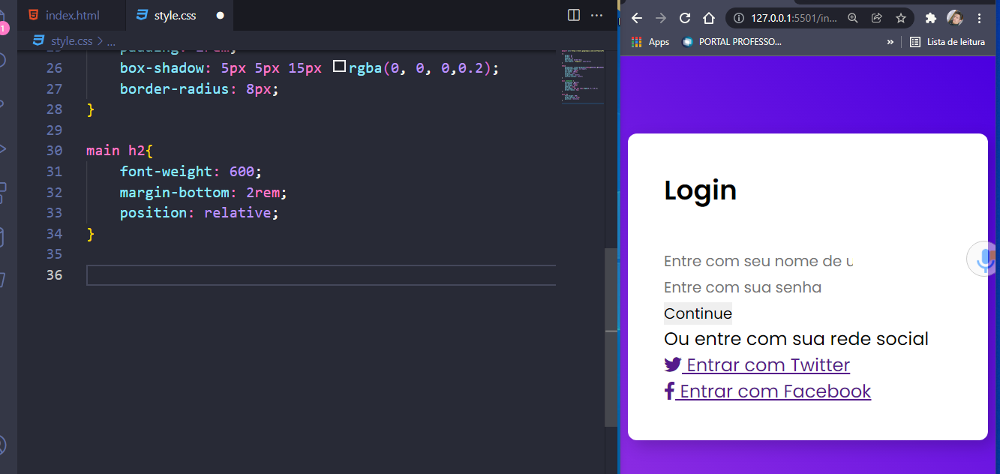 index.html
style.css
1
style.css > ...
26 box-shadow: 5px 5px 15px rgba(0, 0, 0,0.2);
27 border-radius: 8px;
28 }
29
30 main h2{
31 font-weight: 600;
32 margin-bottom: 2rem;
33 position: relative;
34 }
35
36
127.0.0.1:5501/in...
Apps
PORTAL PROFESSO...
»
Lista de leitura
Login
Entre com seu nome de u
Entre com sua senha
Continue
Ou entre com sua rede social
Entrar com Twitter
Entrar com Facebook